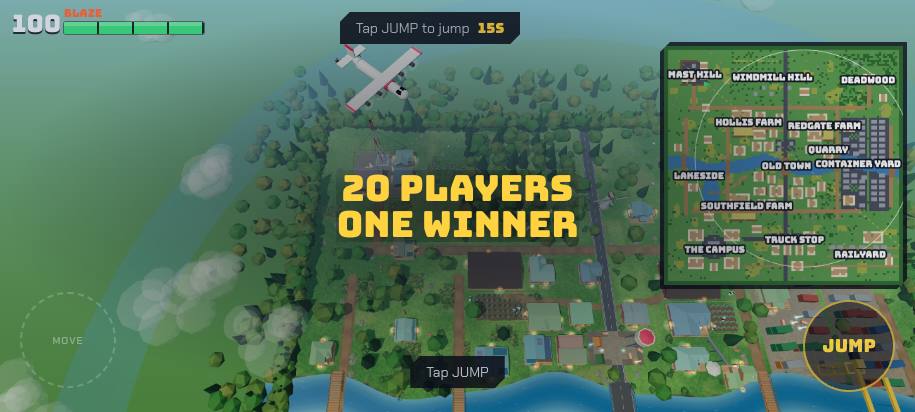 100
BLAZE
Tap JUMP to jump 15S
MAST HILL
WINDMILL HILL
DEADWOOD
HOLLIS FARM
REDGATE FARM
QUARRY
OLD TOWN
CONTAINER YARD
LAKESIDE
SOUTHFIELD FARM
TRUCK STOP
THE CAMPUS
RAILYARD
20 PLAYERS
ONE WINNER
MOVE
JUMP
Tap JUMP